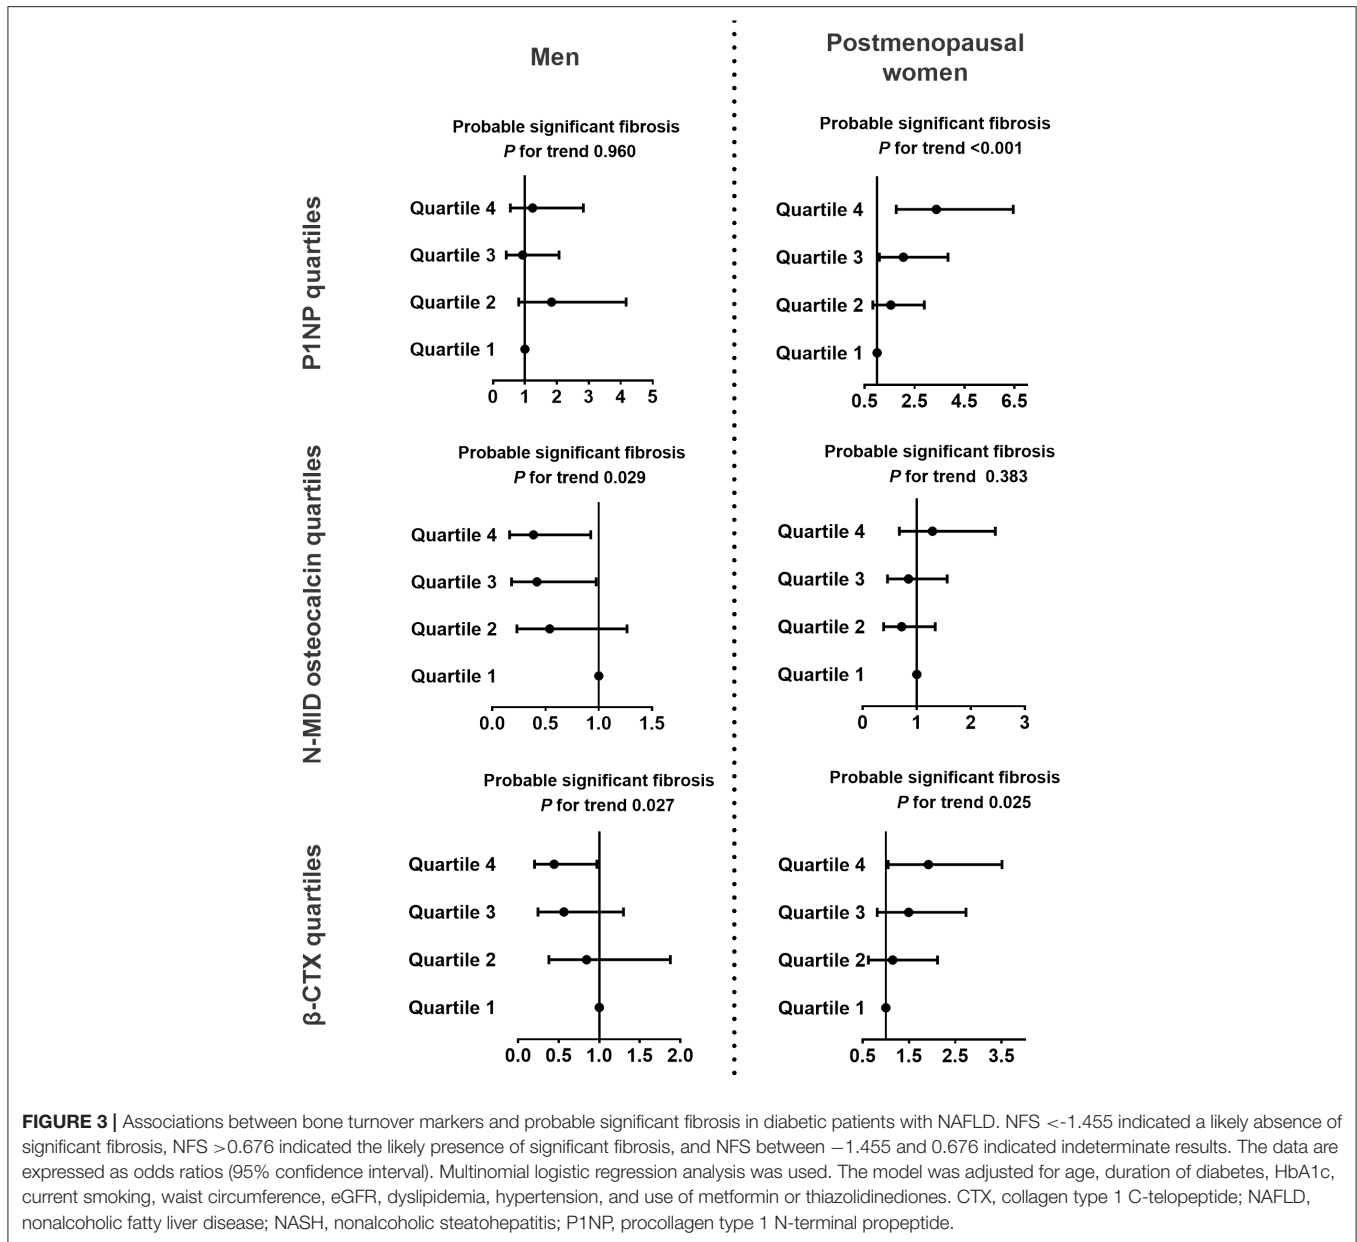 Men
Postmenopausal
women
Probable significant fibrosis
P for trend 0.960
Probable significant fibrosis
P for trend <0.001
P1NP quartiles
Quartile 4
Quartile 3
Quartile 2
Quartile 1
0 1 2 3 4 5
Quartile 4
Quartile 3
Quartile 2
Quartile 1
0.5 2.5 4.5 6.5
N-MID osteocalcin quartiles
Probable significant fibrosis
P for trend 0.029
Quartile 4
Quartile 3
Quartile 2
Quartile 1
0.0 0.5 1.0 1.5
Probable significant fibrosis
P for trend 0.383
Quartile 4
Quartile 3
Quartile 2
Quartile 1
0 1 2 3
β-CTX quartiles
Probable significant fibrosis
P for trend 0.027
Quartile 4
Quartile 3
Quartile 2
Quartile 1
0.0 0.5 1.0 1.5 2.0
Probable significant fibrosis
P for trend 0.025
Quartile 4
Quartile 3
Quartile 2
Quartile 1
0.5 1.5 2.5 3.5
FIGURE 3 | Associations between bone turnover markers and probable significant fibrosis in diabetic patients with NAFLD. NFS <-1.455 indicated a likely absence of
significant fibrosis, NFS >0.676 indicated the likely presence of significant fibrosis, and NFS between −1.455 and 0.676 indicated indeterminate results. The data are
expressed as odds ratios (95% confidence interval). Multinomial logistic regression analysis was used. The model was adjusted for age, duration of diabetes, HbA1c,
current smoking, waist circumference, eGFR, dyslipidemia, hypertension, and use of metformin or thiazolidinediones. CTX, collagen type 1 C-telopeptide; NAFLD,
nonalcoholic fatty liver disease; NASH, nonalcoholic steatohepatitis; P1NP, procollagen type 1 N-terminal propeptide.